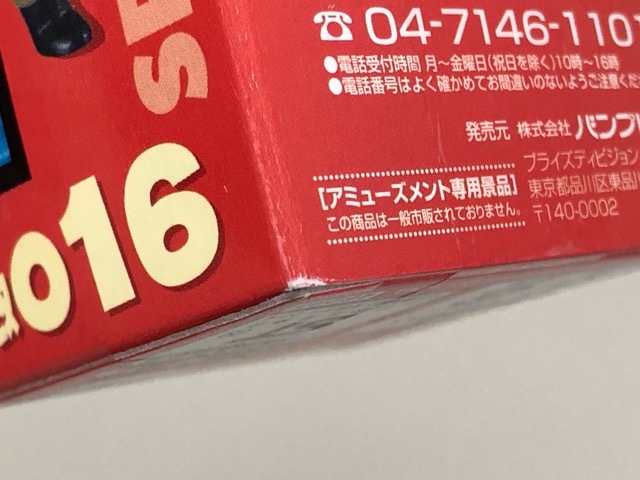 016
☎ 04-7146-110
●電話受付時間 月~金曜日(祝日を除く)10時~16時
●電話番号はよく確かめてお間違いのないようご注意くだ
発売元 株式会社 バンプレ
プライズディビジョン
[アミューズメント専用景品]
東京都品川区東品
この商品は一般市販されておりません。
〒140-0002